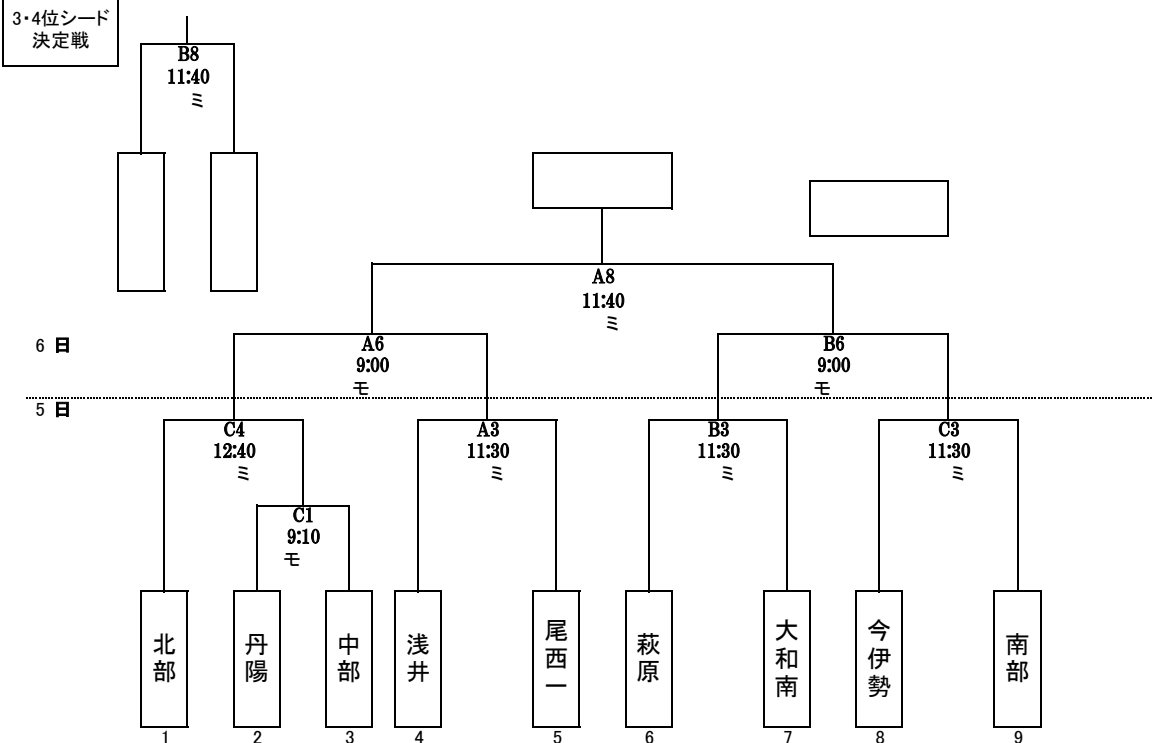 3・4位シード
決定戦
B8
11:40
ミ
A8
11:40
ミ
6 日
A6
9:00
モ
B6
9:00
モ
5 日
C4
12:40
ミ
A3
11:30
ミ
B3
11:30
ミ
C3
11:30
ミ
C1
9:10
モ
北部
丹陽
中部
浅井
尾西一
萩原
大和南
今伊勢
南部
1 2 3 4 5 6 7 8 9